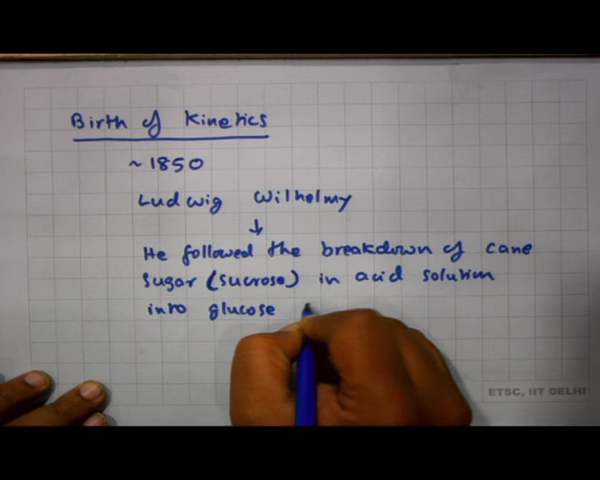 Birth of Kinetics
~ 1850
Ludwig Wilhelmy
↓
He followed the breakdown of cane
Sugar (sucrose) in acid solution
into glucose
ETSC, IIT DELHI